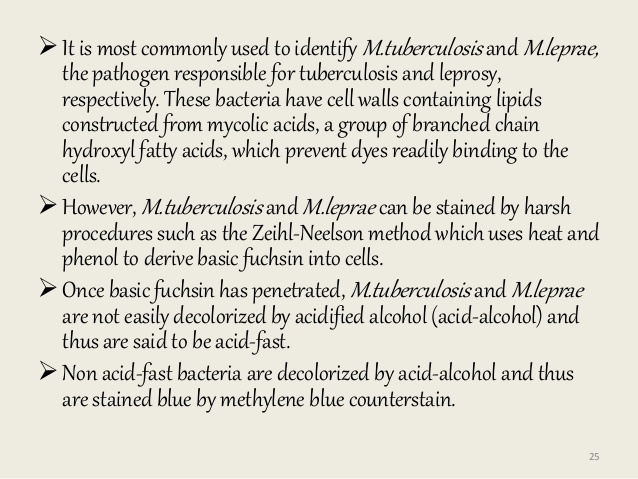 ➢ It is most commonly used to identify M.tuberculosis and M.leprae,
the pathogen responsible for tuberculosis and leprosy,
respectively. These bacteria have cell walls containing lipids
constructed from mycolic acids, a group of branched chain
hydroxyl fatty acids, which prevent dyes readily binding to the
cells.
➢ However, M.tuberculosis and M.leprae can be stained by harsh
procedures such as the Zeihl-Neelson method which uses heat and
phenol to derive basic fuchsin into cells.
➢ Once basic fuchsin has penetrated, M.tuberculosis and M.leprae
are not easily decolorized by acidified alcohol (acid-alcohol) and
thus are said to be acid-fast.
➢ Non acid-fast bacteria are decolorized by acid-alcohol and thus
are stained blue by methylene blue counterstain.
25